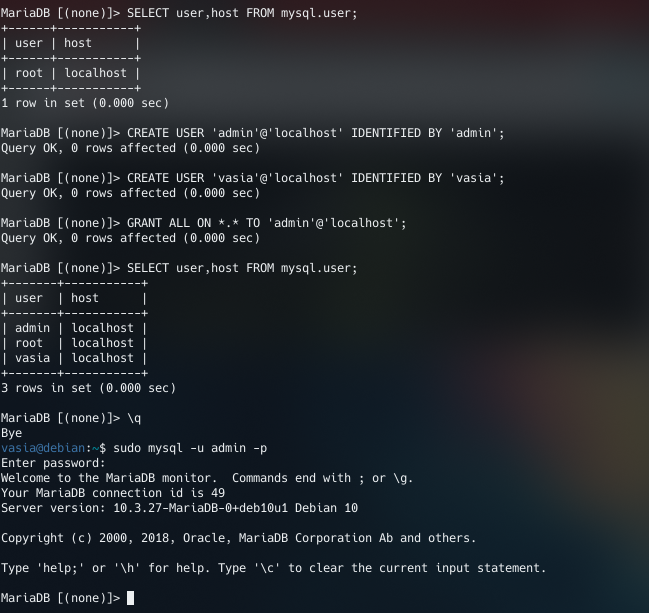 MariaDB [(none)]> SELECT user,host FROM mysql.user;
+------+-----------+
| user | host      |
+------+-----------+
| root | localhost |
+------+-----------+
1 row in set (0.000 sec)

MariaDB [(none)]> CREATE USER 'admin'@'localhost' IDENTIFIED BY 'admin';
Query OK, 0 rows affected (0.000 sec)

MariaDB [(none)]> CREATE USER 'vasia'@'localhost' IDENTIFIED BY 'vasia';
Query OK, 0 rows affected (0.000 sec)

MariaDB [(none)]> GRANT ALL ON *.* TO 'admin'@'localhost';
Query OK, 0 rows affected (0.000 sec)

MariaDB [(none)]> SELECT user,host FROM mysql.user;
+-------+-----------+
| user  | host      |
+-------+-----------+
| admin | localhost |
| root  | localhost |
| vasia | localhost |
+-------+-----------+
3 rows in set (0.000 sec)

MariaDB [(none)]> \q
Bye
vasia@debian:~$ sudo mysql -u admin -p
Enter password:
Welcome to the MariaDB monitor.  Commands end with ; or \g.
Your MariaDB connection id is 49
Server version: 10.3.27-MariaDB-0+deb10u1 Debian 10

Copyright (c) 2000, 2018, Oracle, MariaDB Corporation Ab and others.

Type 'help;' or '\h' for help. Type '\c' to clear the current input statement.

MariaDB [(none)]>